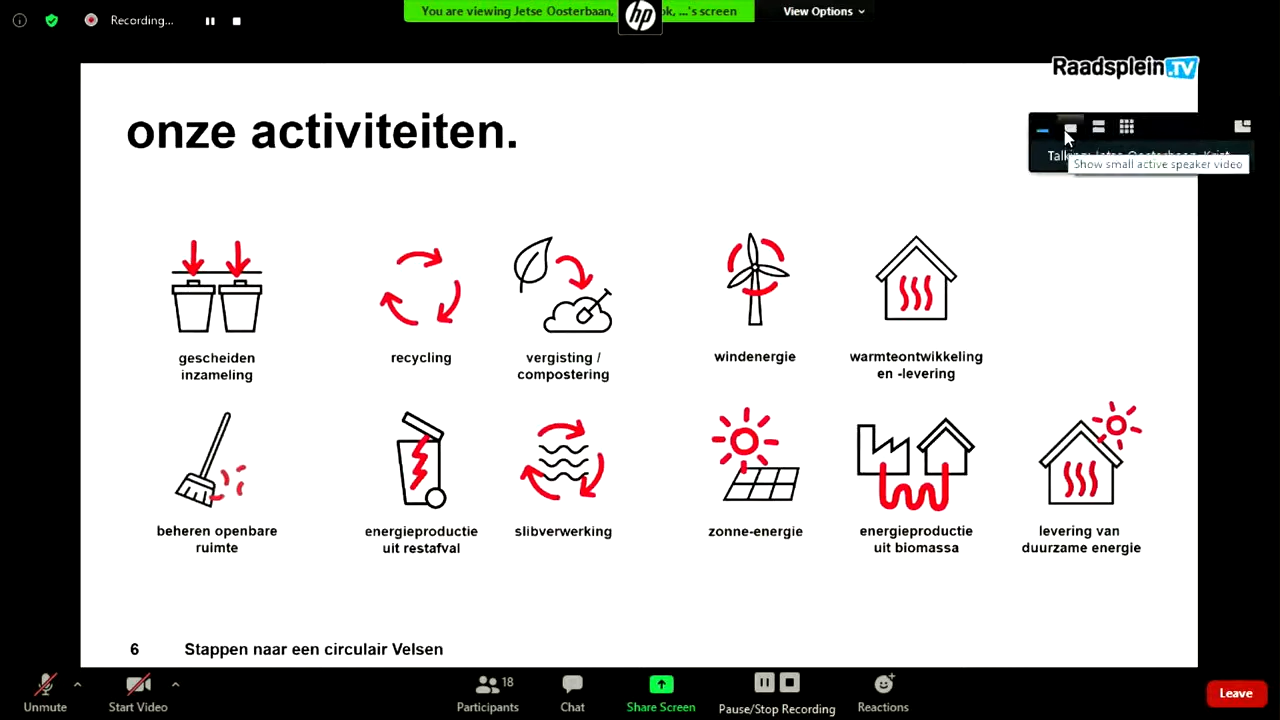 Recording...
You are viewing Jetse Oosterbaan, ok, ...'s screen
hp
View Options
Raadsplein.TV
onze activiteiten.
Show small active speaker video
gescheiden
inzameling
recycling
vergisting /
compostering
windenergie
warmteontwikkeling
en -levering
beheren openbare
ruimte
energieproductie
uit restafval
slibverwerking
zonne-energie
energieproductie
uit biomassa
levering van
duurzame energie
6 Stappen naar een circulair Velsen
Unmute
Start Video
Participants 18
Chat
Share Screen
Pause/Stop Recording
Reactions
Leave